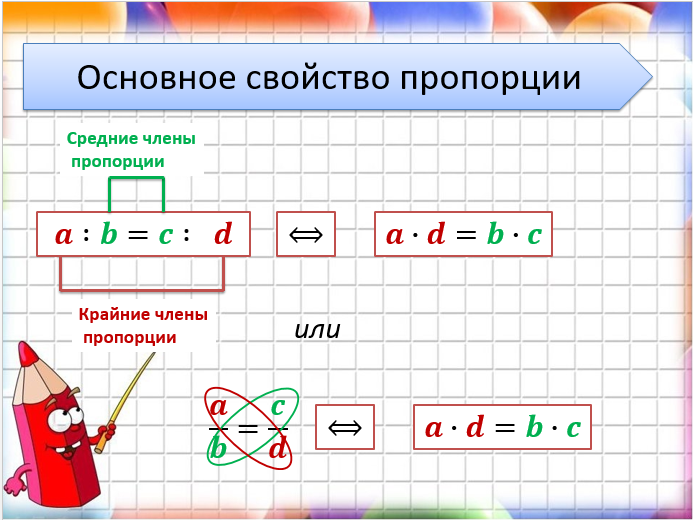 Основное свойство пропорции
Средние члены
пропорции
a : b = c : d ⟺ a · d = b · c
Крайние члены
пропорции
или
a/b = c/d ⟺ a · d = b · c